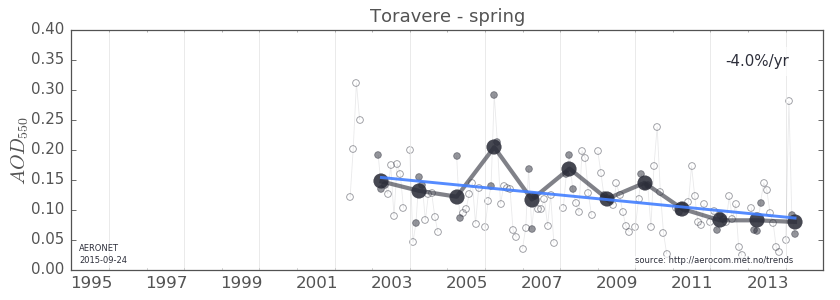 Toravere - spring
0.40
0.35
0.30
0.25
0.20
0.15
0.10
0.05
0.00
AOD550
-4.0%/yr
AERONET
2015-09-24
source: http://aerocom.met.no/trends
1995 1997 1999 2001 2003 2005 2007 2009 2011 2013